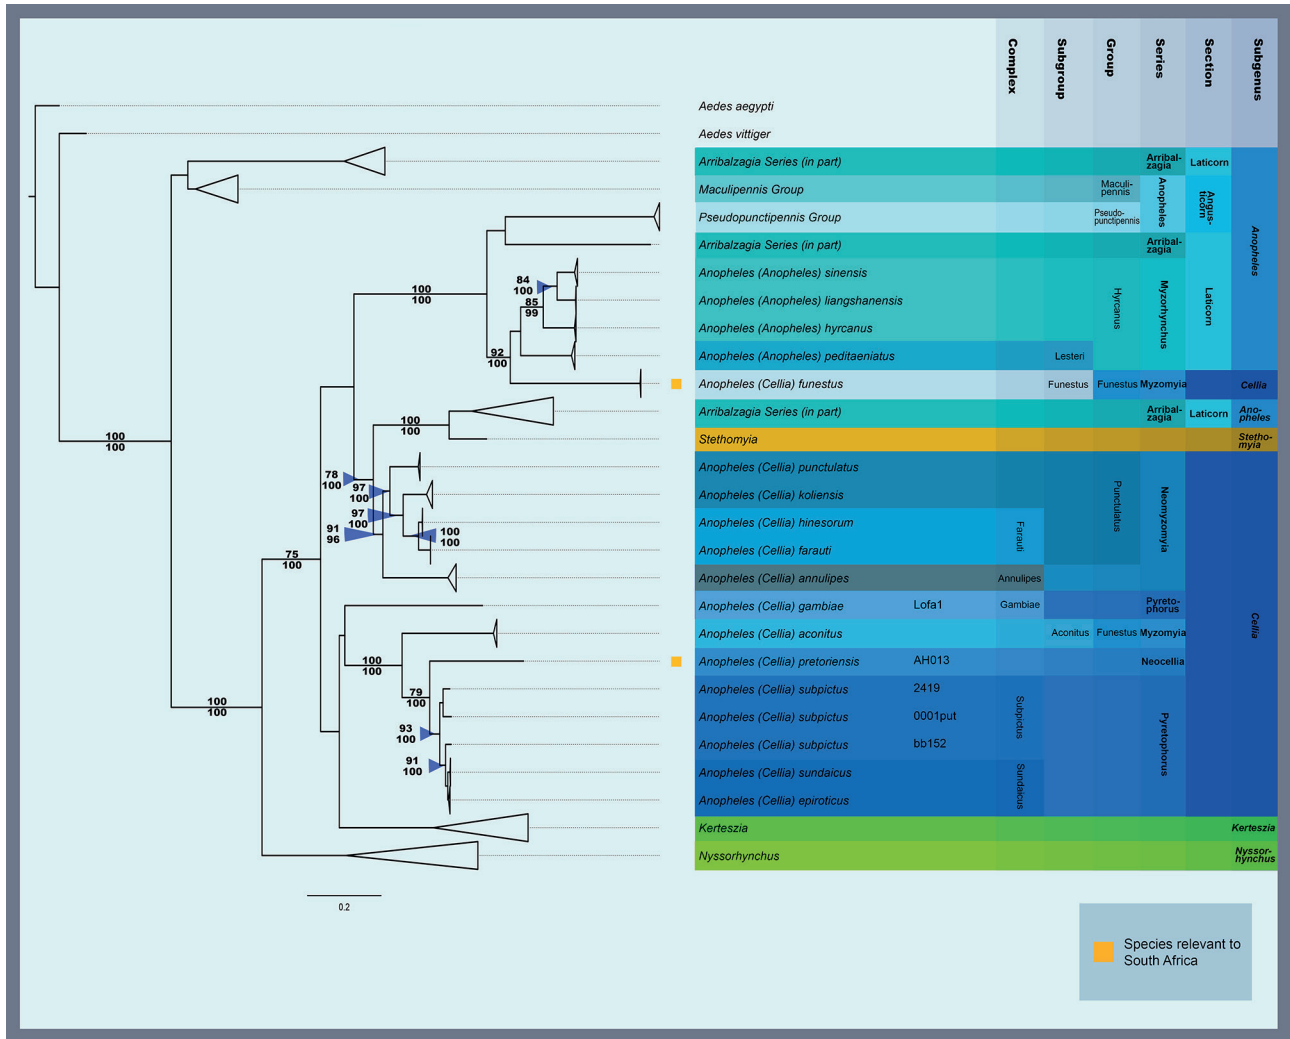 Complex
Subgroup
Group
Series
Section
Subgenus
Aedes aegypti
Aedes vittiger
Arribalzagia Series (in part)
Arribal-
zagia
Laticorn
Maculipennis Group
Maculi-
pennis
Anopheles
Angus-
ticorn
Pseudopunctipennis Group
Pseudo-
punctipennis
Anopheles
Arribalzagia Series (in part)
Arribal-
zagia
Anopheles (Anopheles) sinensis
84
100
100
100
85
99
Anopheles (Anopheles) liangshanensis
Hyrcanus
Myzorhynchus
Laticorn
Anopheles (Anopheles) hyrcanus
92
100
Anopheles (Anopheles) peditaeniatus
Lesteri
Anopheles (Cellia) funestus
Funestus
Funestus
Myzomyia
Cellia
Arribalzagia Series (in part)
Arribal-
zagia
Laticorn
Ano-
pheles
100
100
100
100
Stethomyia
Stetho-
myia
Anopheles (Cellia) punctulatus
78
100
97
100
Anopheles (Cellia) koliensis
Punctulatus
Neomyzomyia
97
100
Anopheles (Cellia) hinesorum
Farauti
91
96
100
100
Anopheles (Cellia) farauti
75
100
Anopheles (Cellia) annulipes
Annulipes
Anopheles (Cellia) gambiae
Lofa1
Gambiae
Pyreto-
phorus
Cellia
Anopheles (Cellia) aconitus
Aconitus
Funestus
Myzomyia
100
100
Anopheles (Cellia) pretoriensis
AH013
Neocellia
79
100
100
100
Anopheles (Cellia) subpictus
2419
Anopheles (Cellia) subpictus
0001put
Subpictus
Pyretophorus
93
100
Anopheles (Cellia) subpictus
bb152
91
100
Anopheles (Cellia) sundaicus
Sundaicus
Anopheles (Cellia) epiroticus
Kerteszia
Kerteszia
Nyssorhynchus
Nyssor-
hynchus
0.2
Species relevant to
South Africa